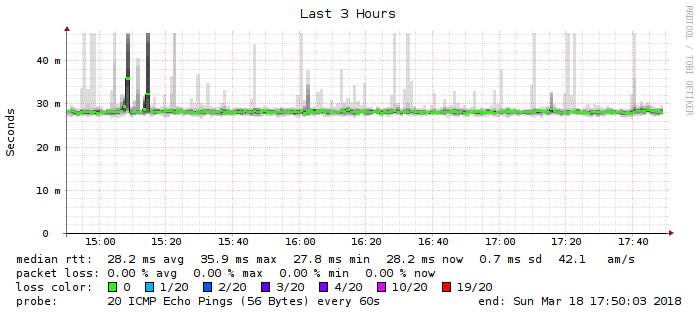 Last 3 Hours
RRDTOOL / TOBI OETIKER
Seconds
40 m
30 m
20 m
10 m
0
15:00 15:20 15:40 16:00 16:20 16:40 17:00 17:20 17:40
median rtt: 28.2 ms avg 35.9 ms max 27.8 ms min 28.2 ms now 0.7 ms sd 42.1 am/s
packet loss: 0.00 % avg 0.00 % max 0.00 % min 0.00 % now
loss color: 0 1/20 2/20 3/20 4/20 10/20 19/20
probe: 20 ICMP Echo Pings (56 Bytes) every 60s end: Sun Mar 18 17:50:03 2018